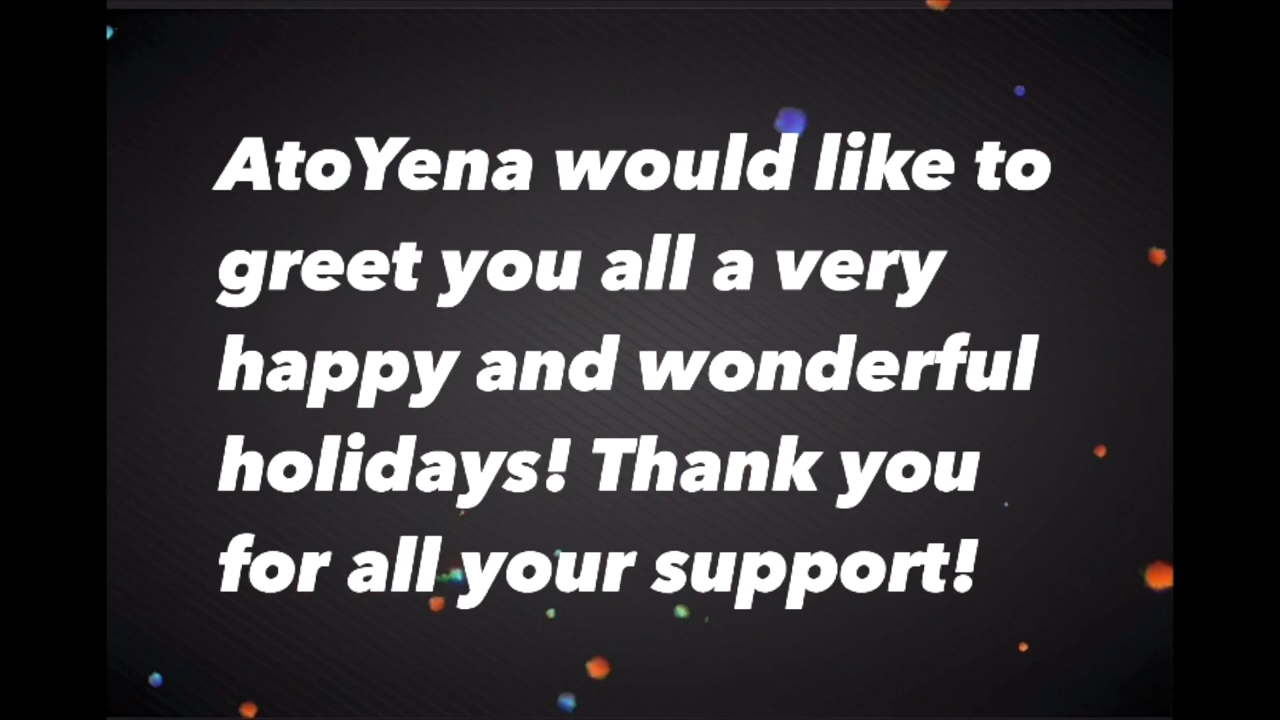 AtoYena would like to
greet you all a very
happy and wonderful
holidays! Thank you
for all your support!